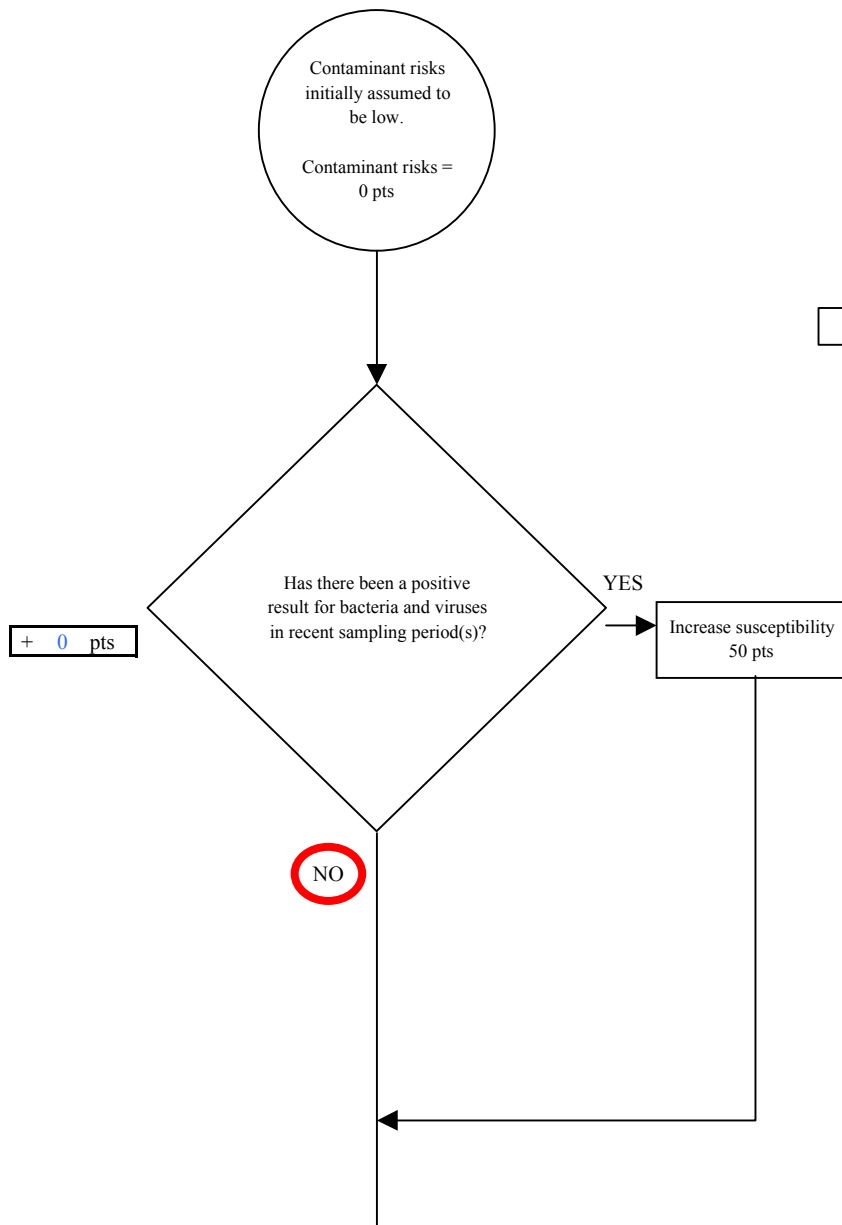 Contaminant risks
initially assumed to
be low.
Contaminant risks =
0 pts
Has there been a positive
result for bacteria and viruses
in recent sampling period(s)?
YES
+ 0 pts
Increase susceptibility
50 pts
NO